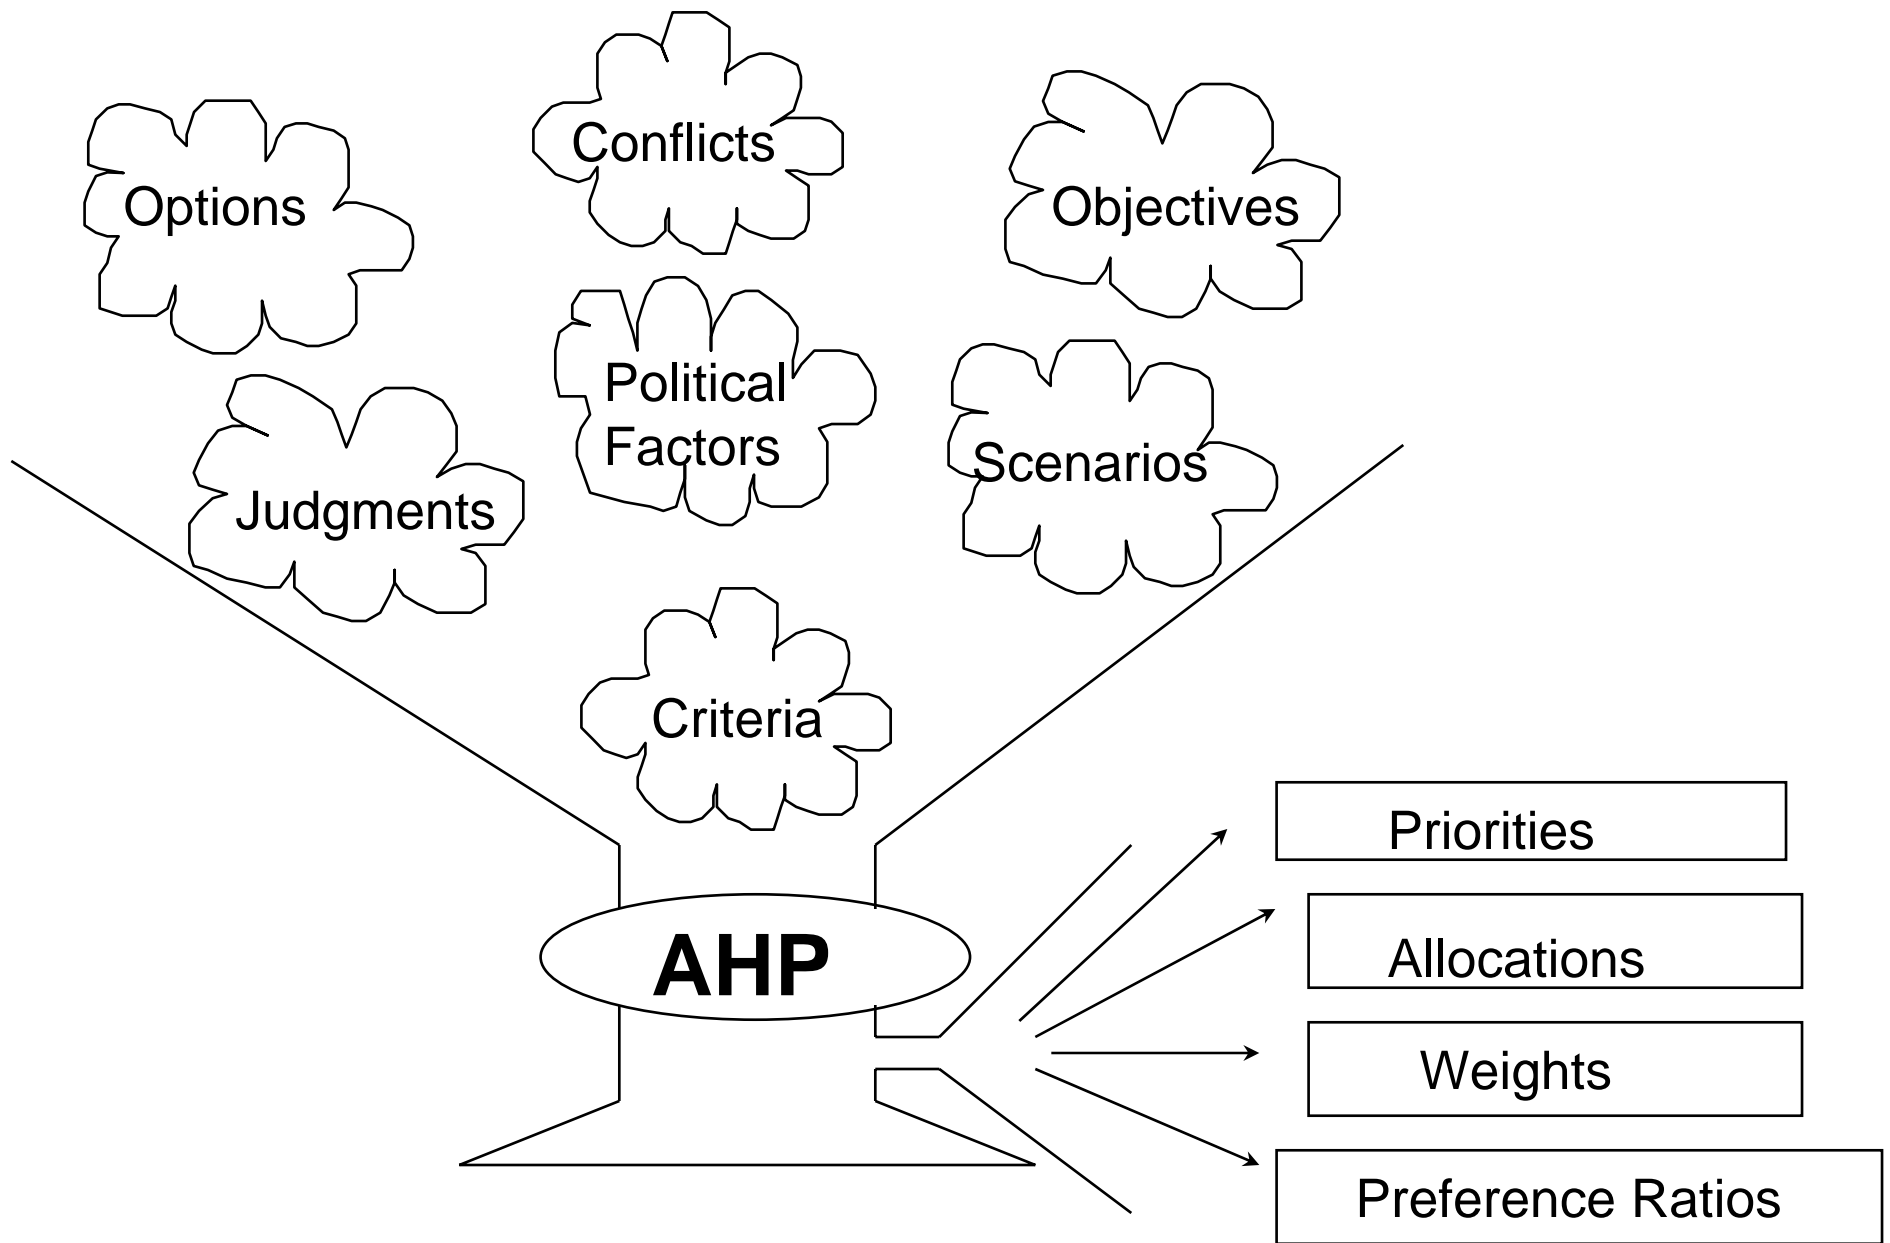 Conflicts
Options
Objectives
Political
Factors
Scenarios
Judgments
Criteria
AHP
Priorities
Allocations
Weights
Preference Ratios